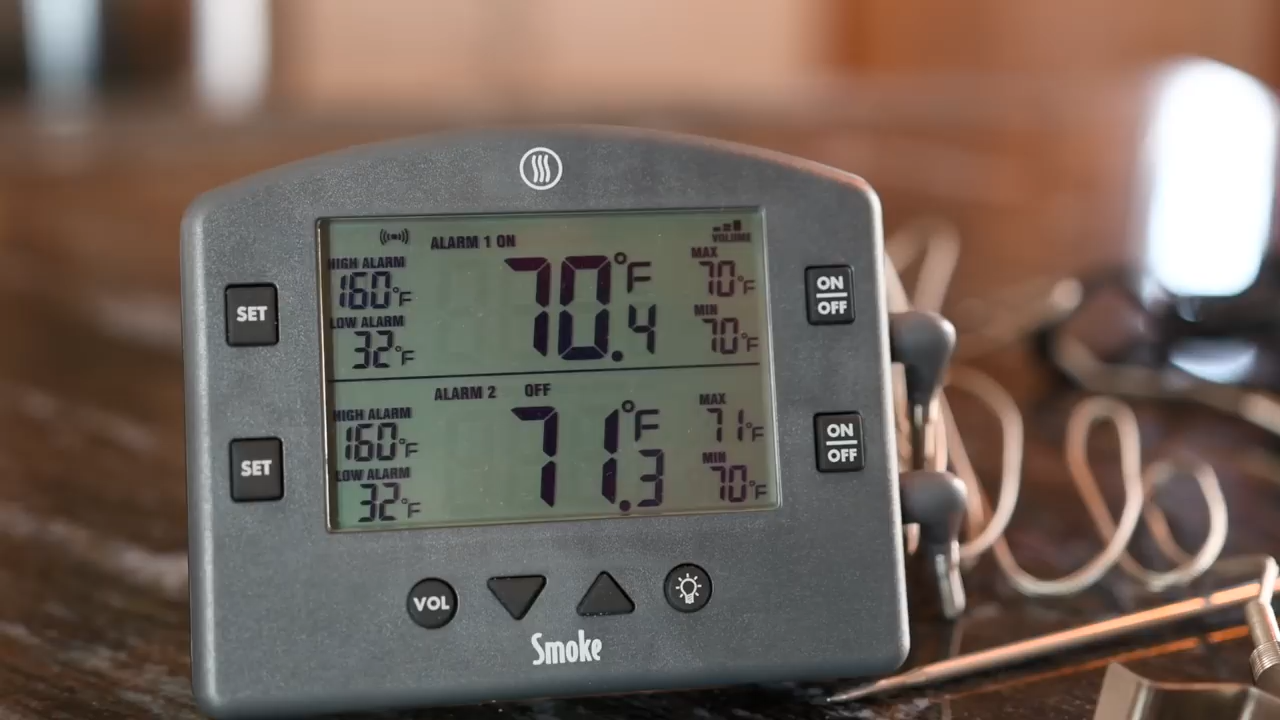 ALARM 1 ON
VOLUME
HIGH ALARM
160°F
LOW ALARM
32°F
70.4°F
MAX
70°F
MIN
70°F
SET
ON
OFF
ALARM 2 OFF
HIGH ALARM
160°F
LOW ALARM
32°F
71.3°F
MAX
71°F
MIN
70°F
SET
ON
OFF
VOL
Smoke